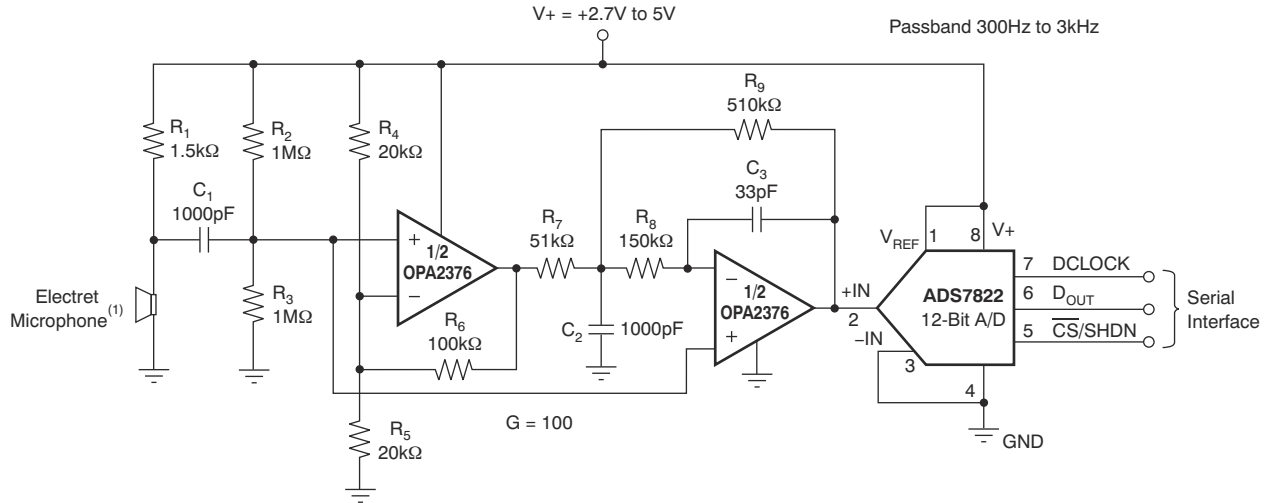 V+ = +2.7V to 5V
Passband 300Hz to 3kHz
R1
1.5kΩ
R2
1MΩ
R4
20kΩ
R9
510kΩ
C3
33pF
C1
1000pF
R7
51kΩ
R8
150kΩ
+
1/2
OPA2376
−
−
1/2
OPA2376
+
VREF
1
8
V+
7 DCLOCK
6 DOUT
5 CS/SHDN
Serial
Interface
+IN
2
−IN
3
ADS7822
12-Bit A/D
4
GND
Electret
Microphone(1)
R3
1MΩ
R6
100kΩ
C2
1000pF
G = 100
R5
20kΩ